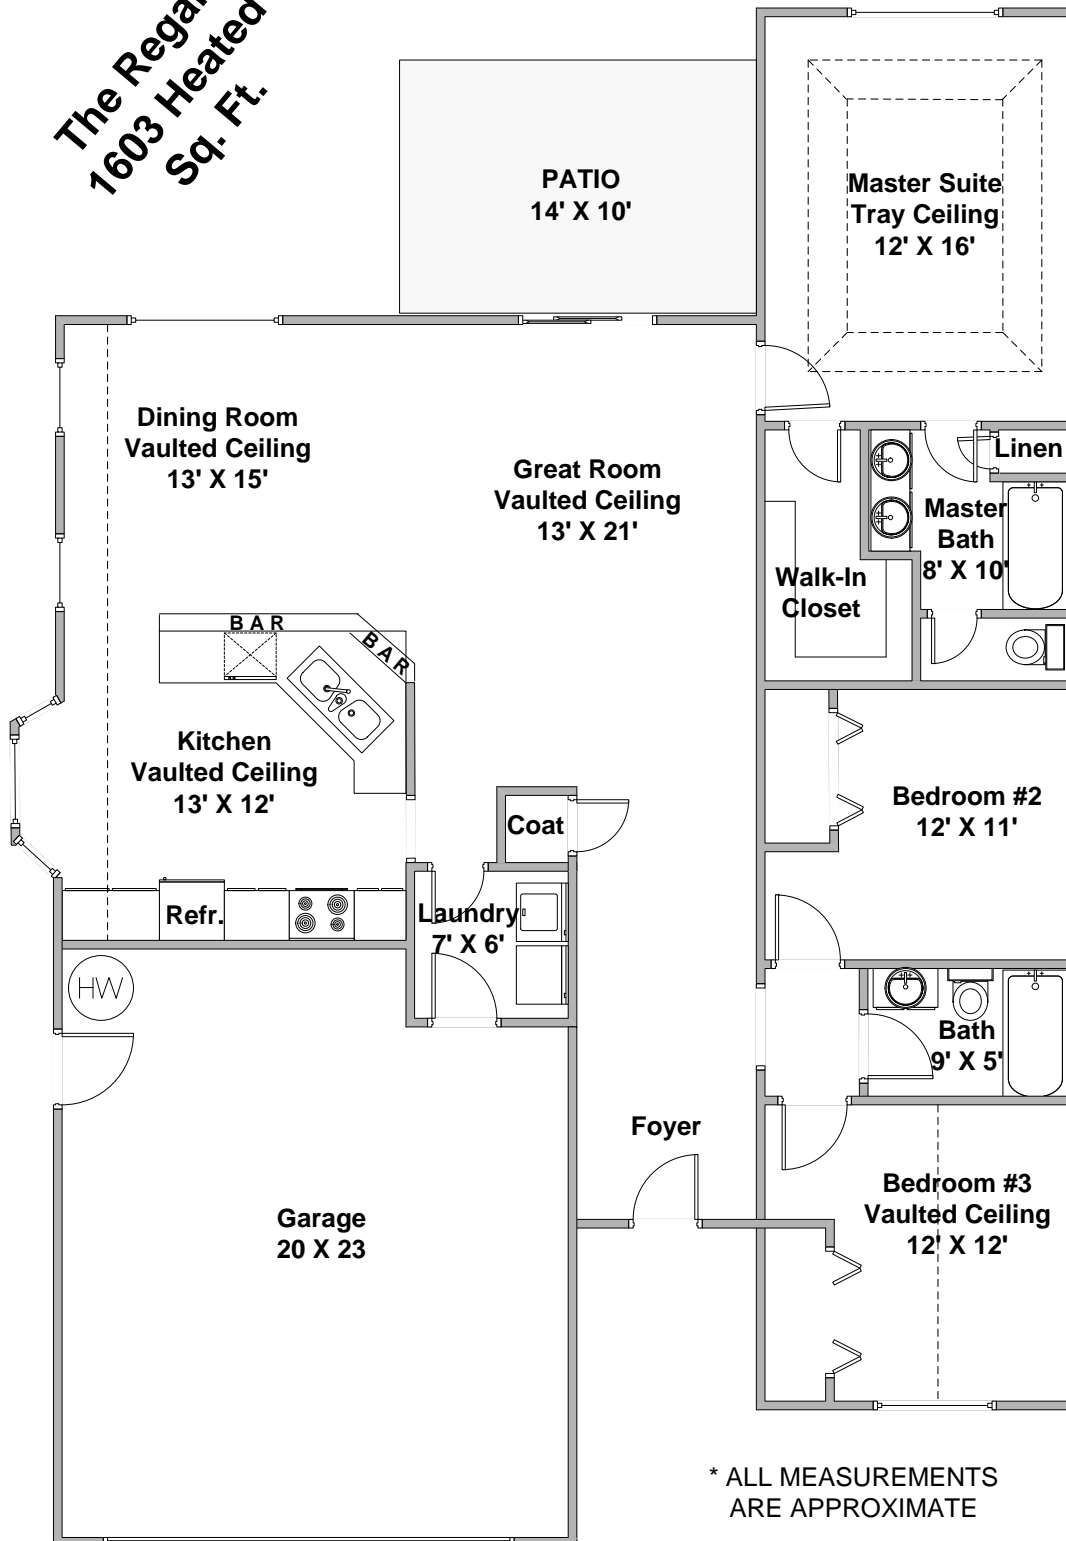 The
1603 Heated
Sq. Ft.
PATIO
14' X 10'
Master Suite
Tray Ceiling
12' X 16'
Dining Room
Vaulted Ceiling
13' X 15'
Great Room
Vaulted Ceiling
13' X 21'
Linen
Master
Bath
8' X 10'
Walk-In
Closet
BAR
BAR
Kitchen
Vaulted Ceiling
13' X 12'
Coat
Bedroom #2
12' X 11'
Refr.
Laundry
7' X 6'
HW
Bath
9' X 5'
Foyer
Bedroom #3
Vaulted Ceiling
12' X 12'
Garage
20 X 23
* ALL MEASUREMENTS
ARE APPROXIMATE